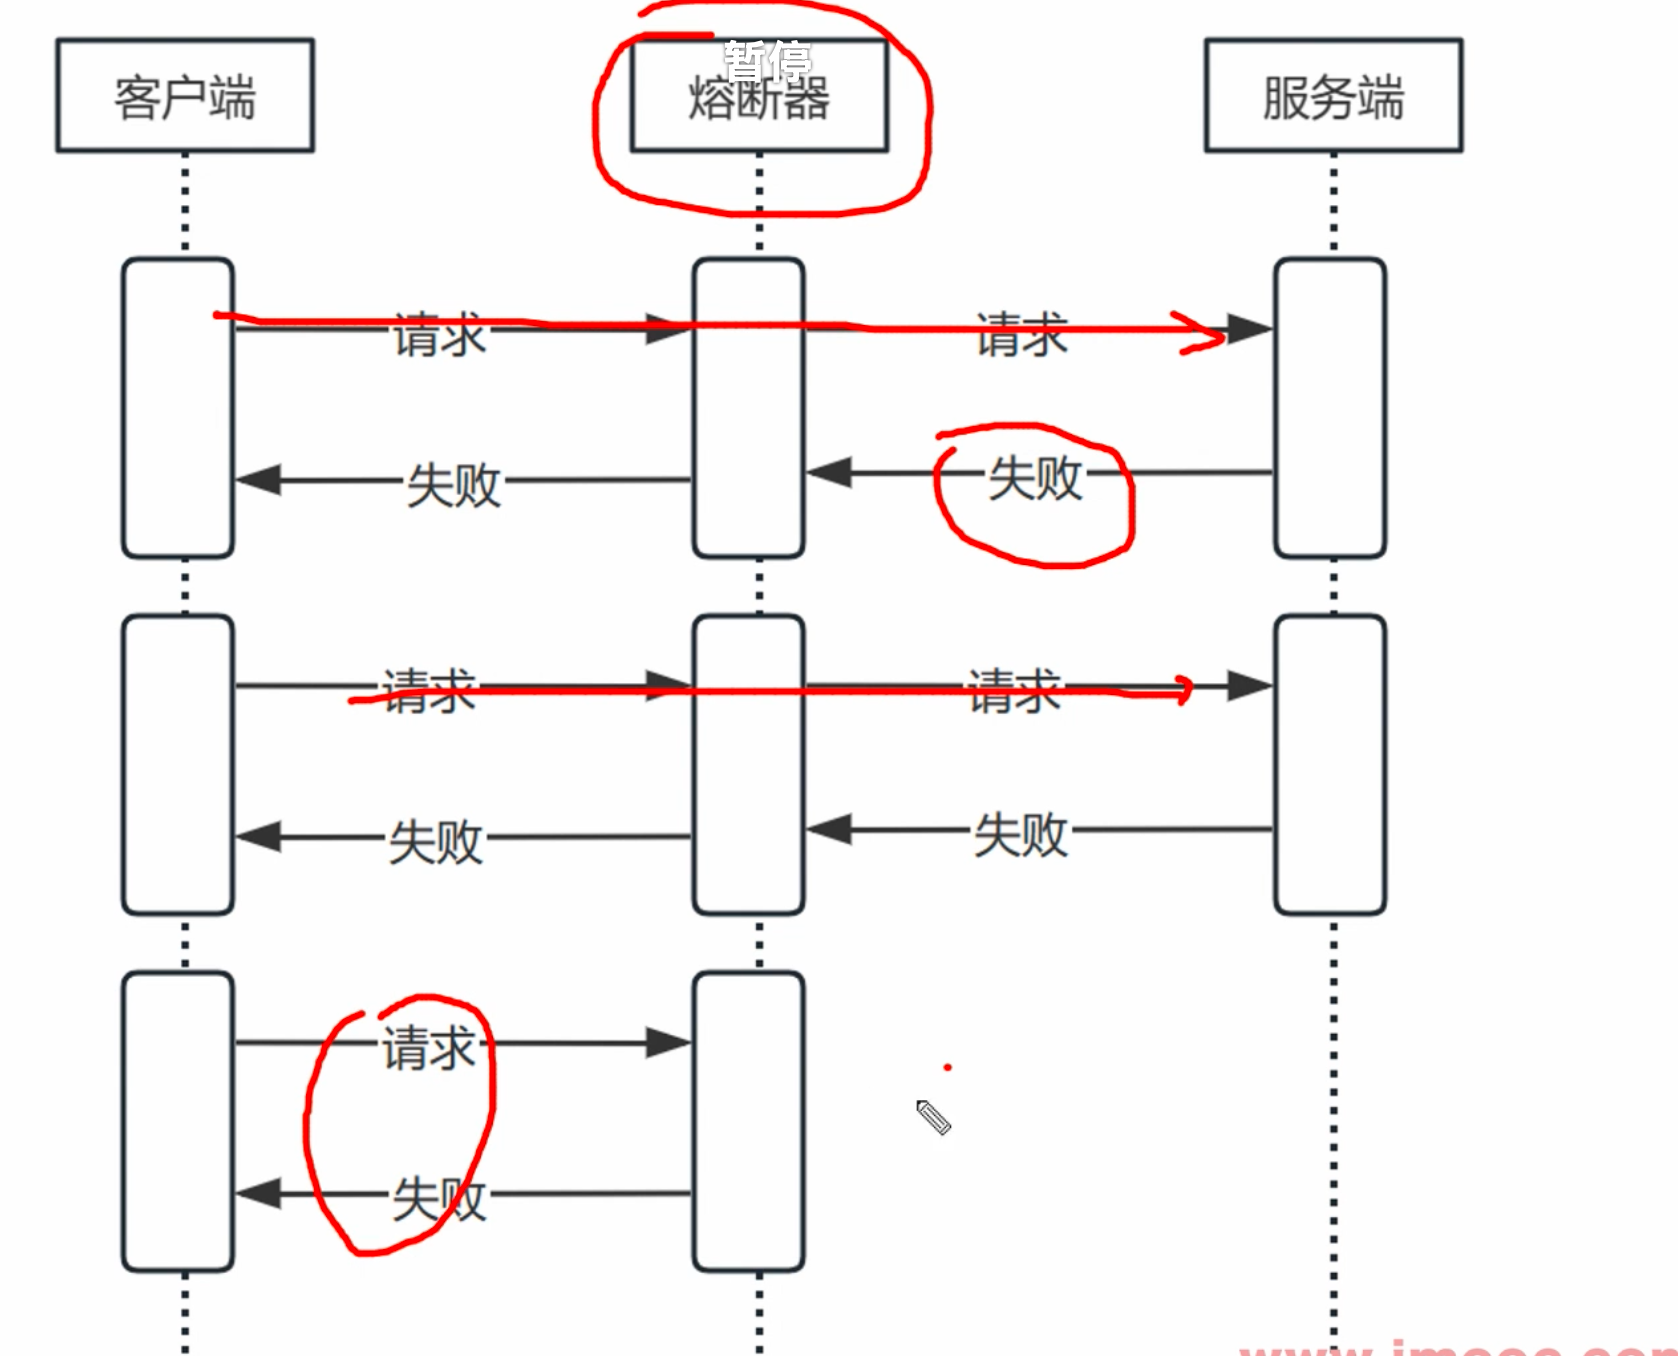 暂停
客户端 熔断器 服务端
请求 请求
失败 失败
请求 请求
失败 失败
请求
失败